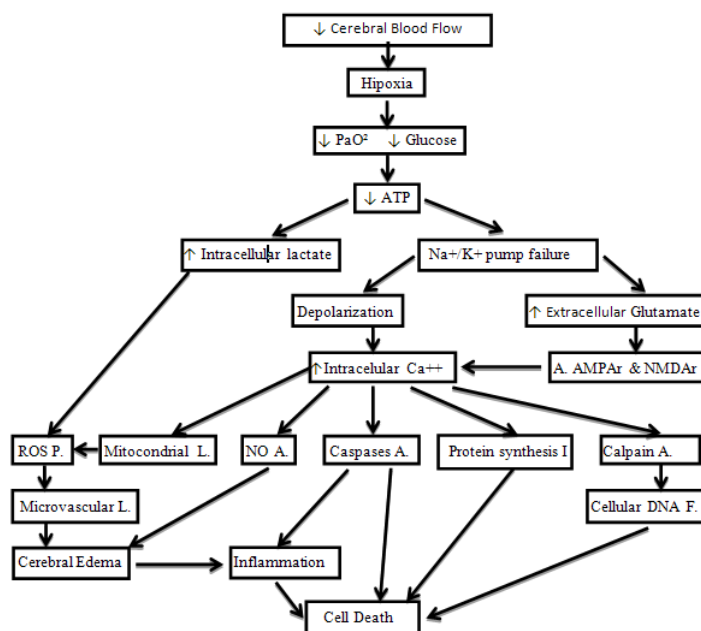 ↓ Cerebral Blood Flow
Hipoxia
↓ PaO² ↓ Glucose
↓ ATP
↑ Intracellular lactate
Na+/K+ pump failure
Depolarization
↑ Extracellular Glutamate
↑Intracelular Ca++
A. AMPAr & NMDAr
ROS P.
Mitocondrial L.
NO A.
Caspases A.
Protein synthesis I
Calpain A.
Microvascular L.
Cellular DNA F.
Cerebral Edema
Inflammation
Cell Death